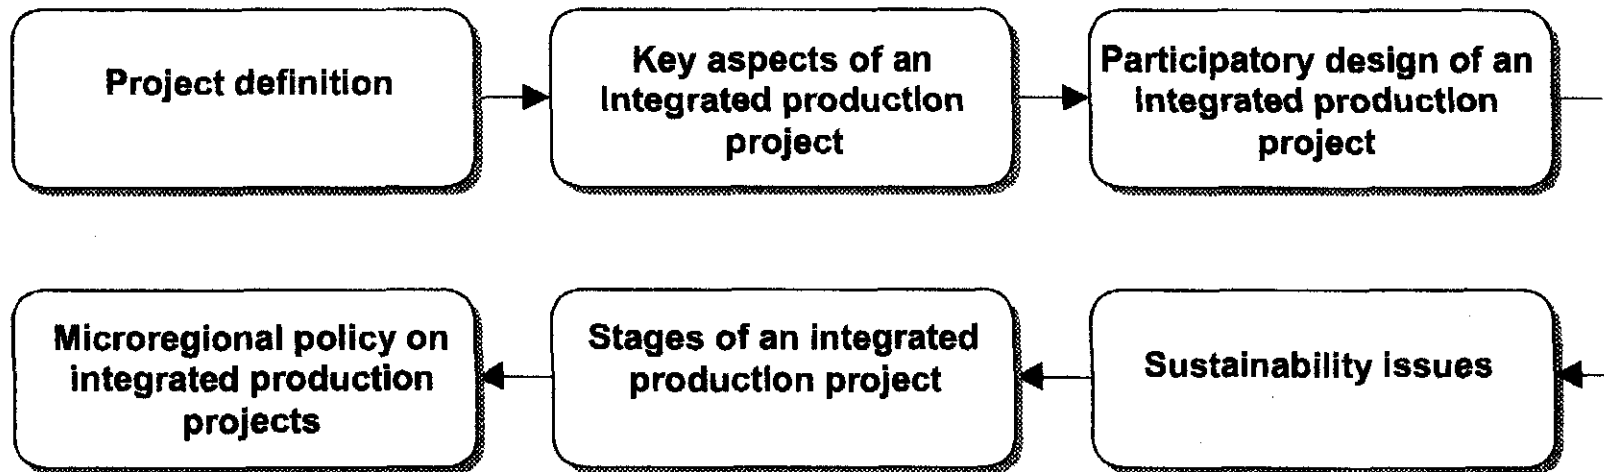 Project definition
Key aspects of an
integrated production
project
Participatory design of an
integrated production
project
Sustainability issues
Stages of an integrated
production project
Microregional policy on
integrated production
projects